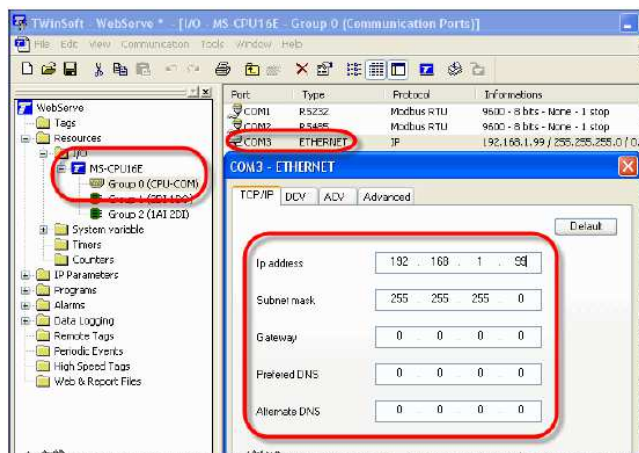 TWinSoft - WebServe * - [I/O - MS-CPU16E - Group 0 (Communication Ports)]
File Edit View Communication Tools Window Help
Port Type Protocol Informations
COM1 RS232 Modbus RTU 9600 - 8 bits - None - 1 stop
COM2 RS485 Modbus RTU 9600 - 8 bits - None - 1 stop
COM3 ETHERNET IP 192.168.1.99 / 255.255.255.0 / 0.
WebServe
Tags
Resources
I/O
MS-CPU16E
Group 0 (CPU-COM)
Group 1
Group 2 (1AI 2DI)
System variable
Timers
Counters
IP Parameters
Programs
Alarms
Data Logging
Remote Tags
Periodic Events
High Speed Tags
Web & Report Files
COM3 - ETHERNET
TCP/IP Advanced
Default
Ip address 192 . 168 . 1 . 99
Subnet mask 255 . 255 . 255 . 0
Gateway 0 . 0 . 0 . 0
Prefered DNS 0 . 0 . 0 . 0
Alternate DNS 0 . 0 . 0 . 0